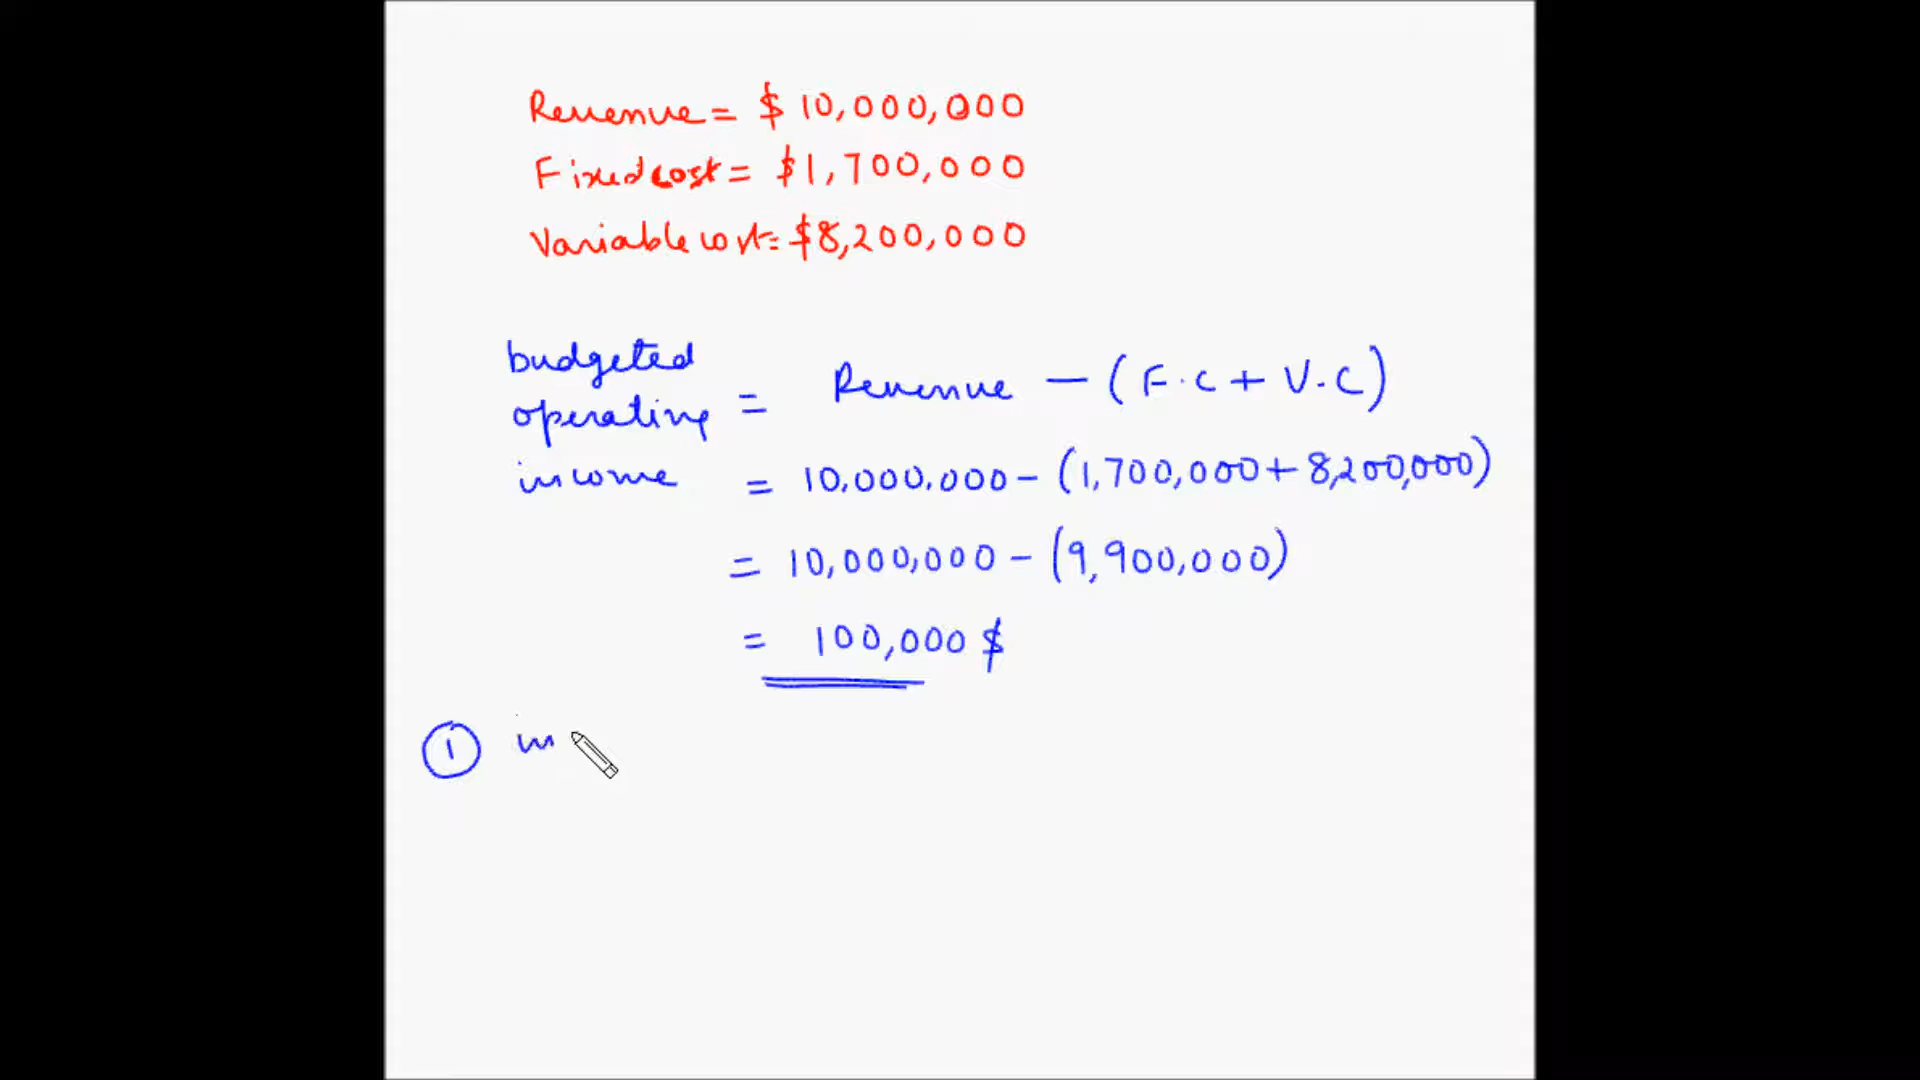 Revenue = $ 10,000,000
Fixed cost = $1,700,000
Variable cost = $8,200,000
budgeted
operating
income
= Revenue - (F.C + V.C)
= 10,000,000 - (1,700,000 + 8,200,000)
= 10,000,000 - (9,900,000)
= 100,000 $
1 in